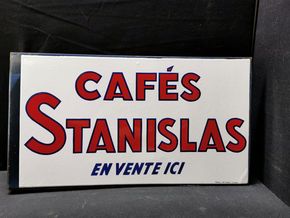 CAFÉS
STANISLAS
EN VENTE ICI